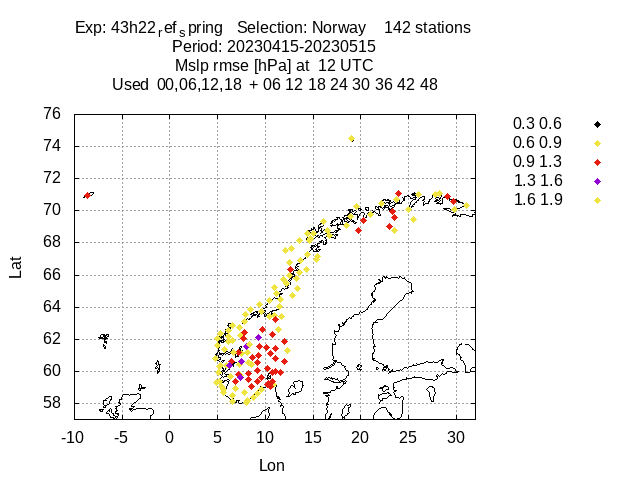 Exp: 43h22ref_spring   Selection: Norway    142 stations
Period: 20230415-20230515
Mslp rmse [hPa] at  12 UTC
Used  00,06,12,18  + 06 12 18 24 30  36 42 48
76
74
72
70
68
66
64
62
60
58
Lat
-10 -5 0 5 10 15 20 25 30
Lon
0.3 0.6
0.6 0.9
0.9 1.3
1.3 1.6
1.6 1.9